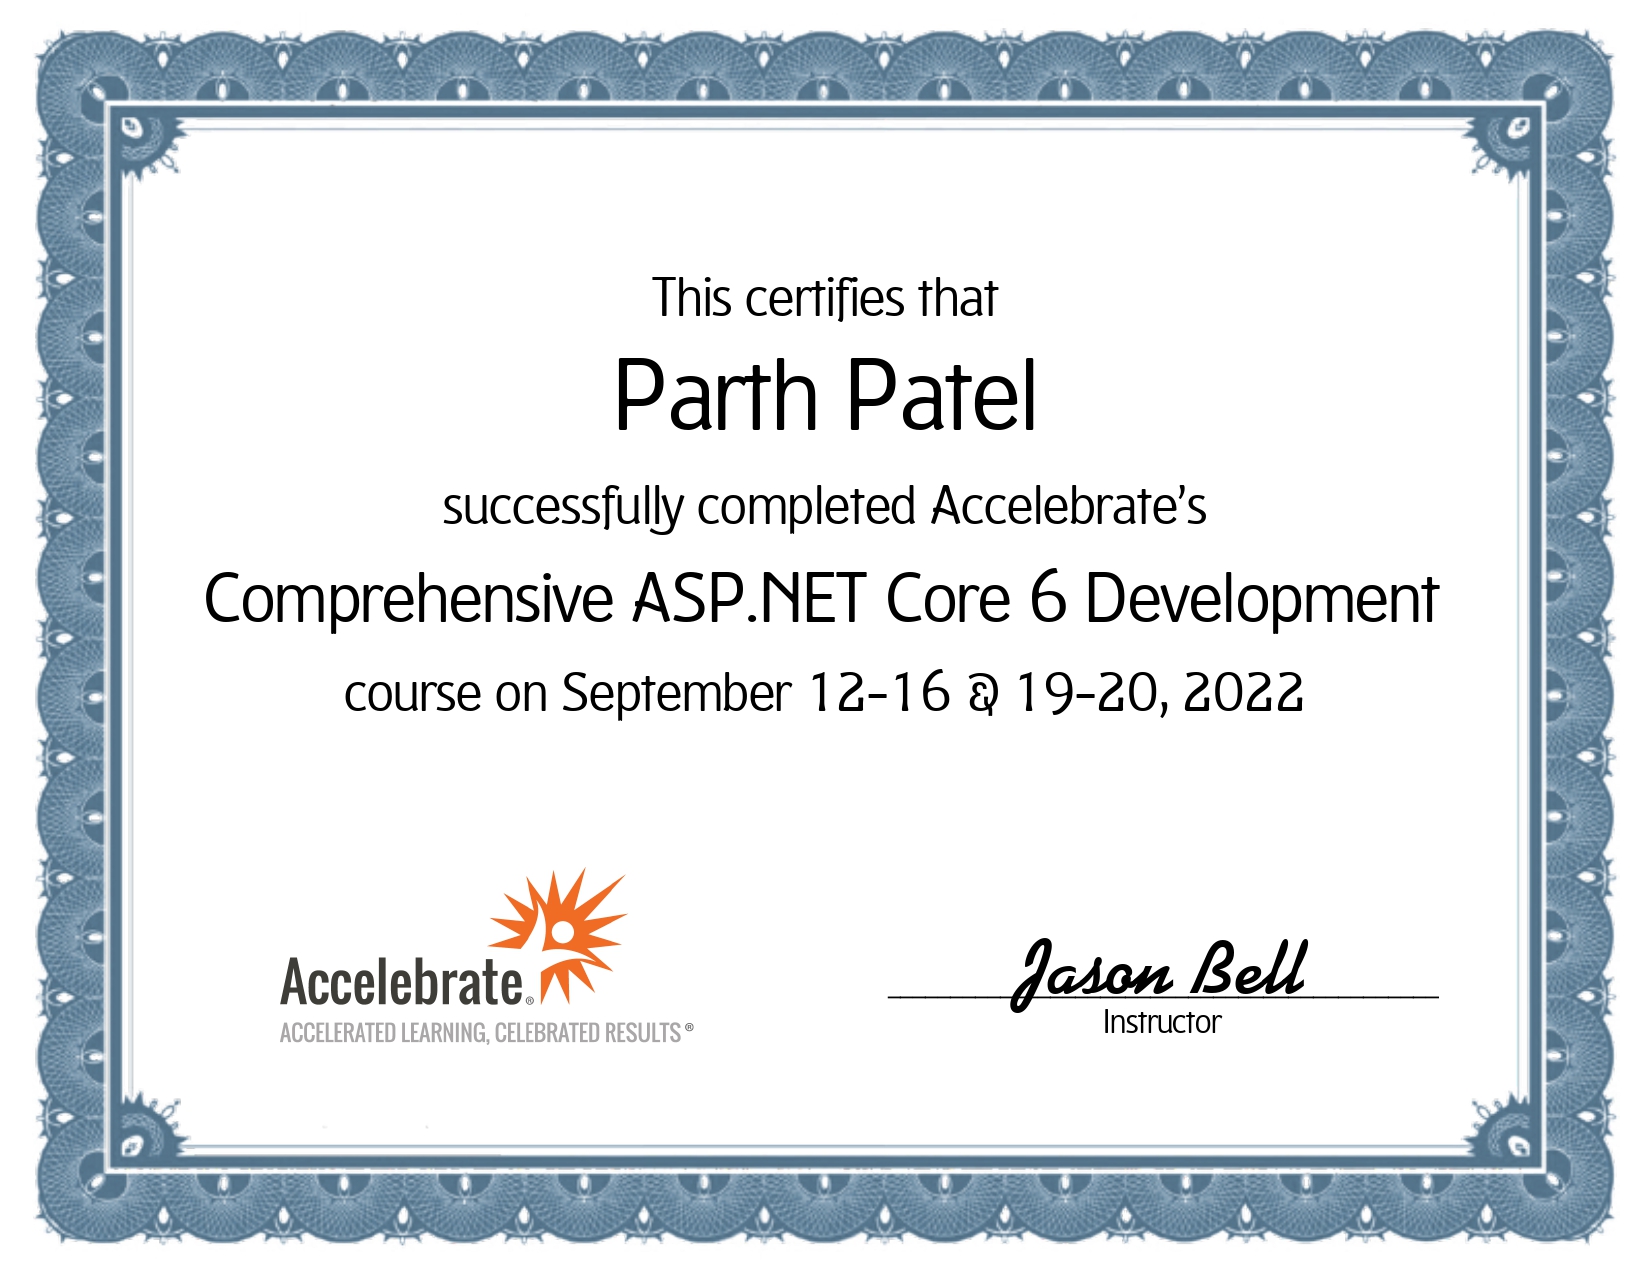 This certifies that
Parth Patel
successfully completed Accelebrate’s
Comprehensive ASP.NET Core 6 Development
course on September 12-16 & 19-20, 2022
Accelebrate®
ACCELERATED LEARNING, CELEBRATED RESULTS®
Jason Bell
Instructor